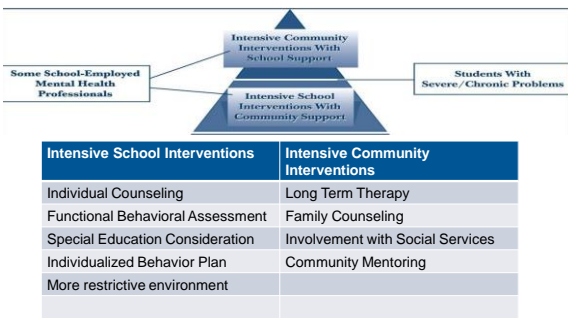 Intensive Community
Interventions With
School Support
Some School-Employed
Mental Health
Professionals
Students With
Severe/Chronic Problems
Intensive School
Interventions With
Community Support
Intensive School Interventions
Intensive Community
Interventions
Individual Counseling
Long Term Therapy
Functional Behavioral Assessment
Family Counseling
Special Education Consideration
Involvement with Social Services
Individualized Behavior Plan
Community Mentoring
More restrictive environment